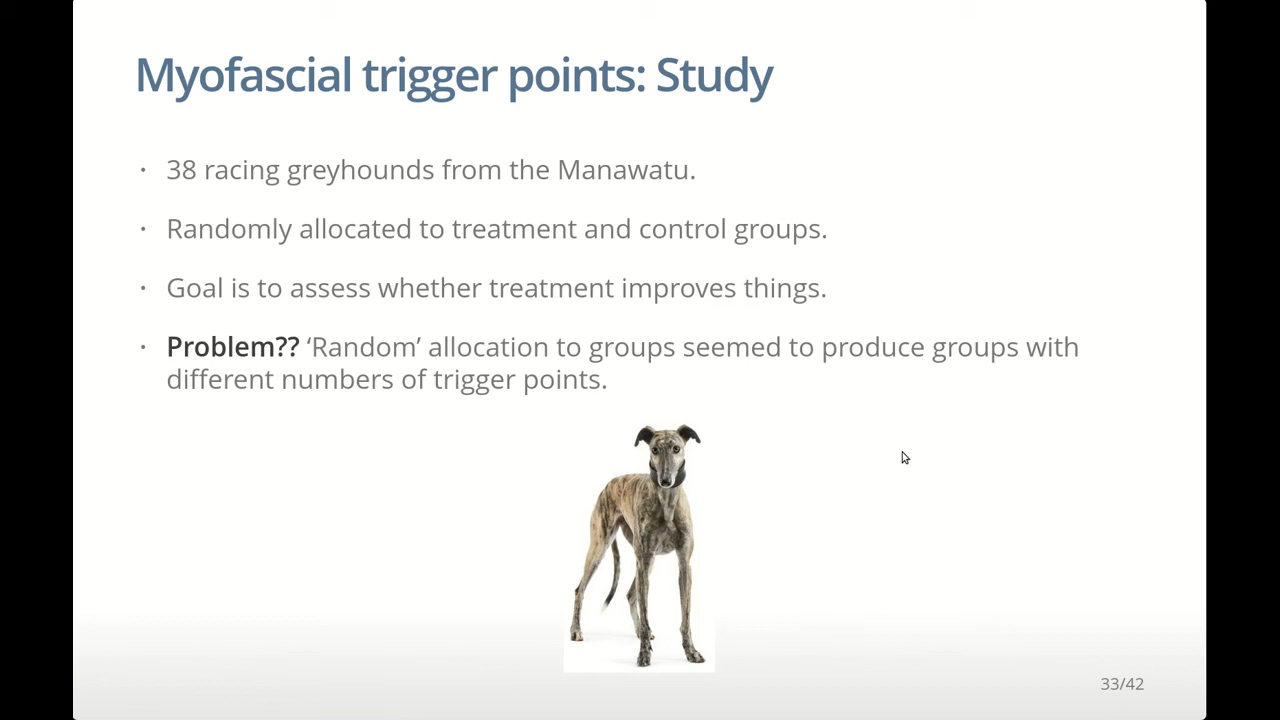 Myofascial trigger points: Study
· 38 racing greyhounds from the Manawatu.
· Randomly allocated to treatment and control groups.
· Goal is to assess whether treatment improves things.
· Problem?? ‘Random’ allocation to groups seemed to produce groups with
different numbers of trigger points.
33/42